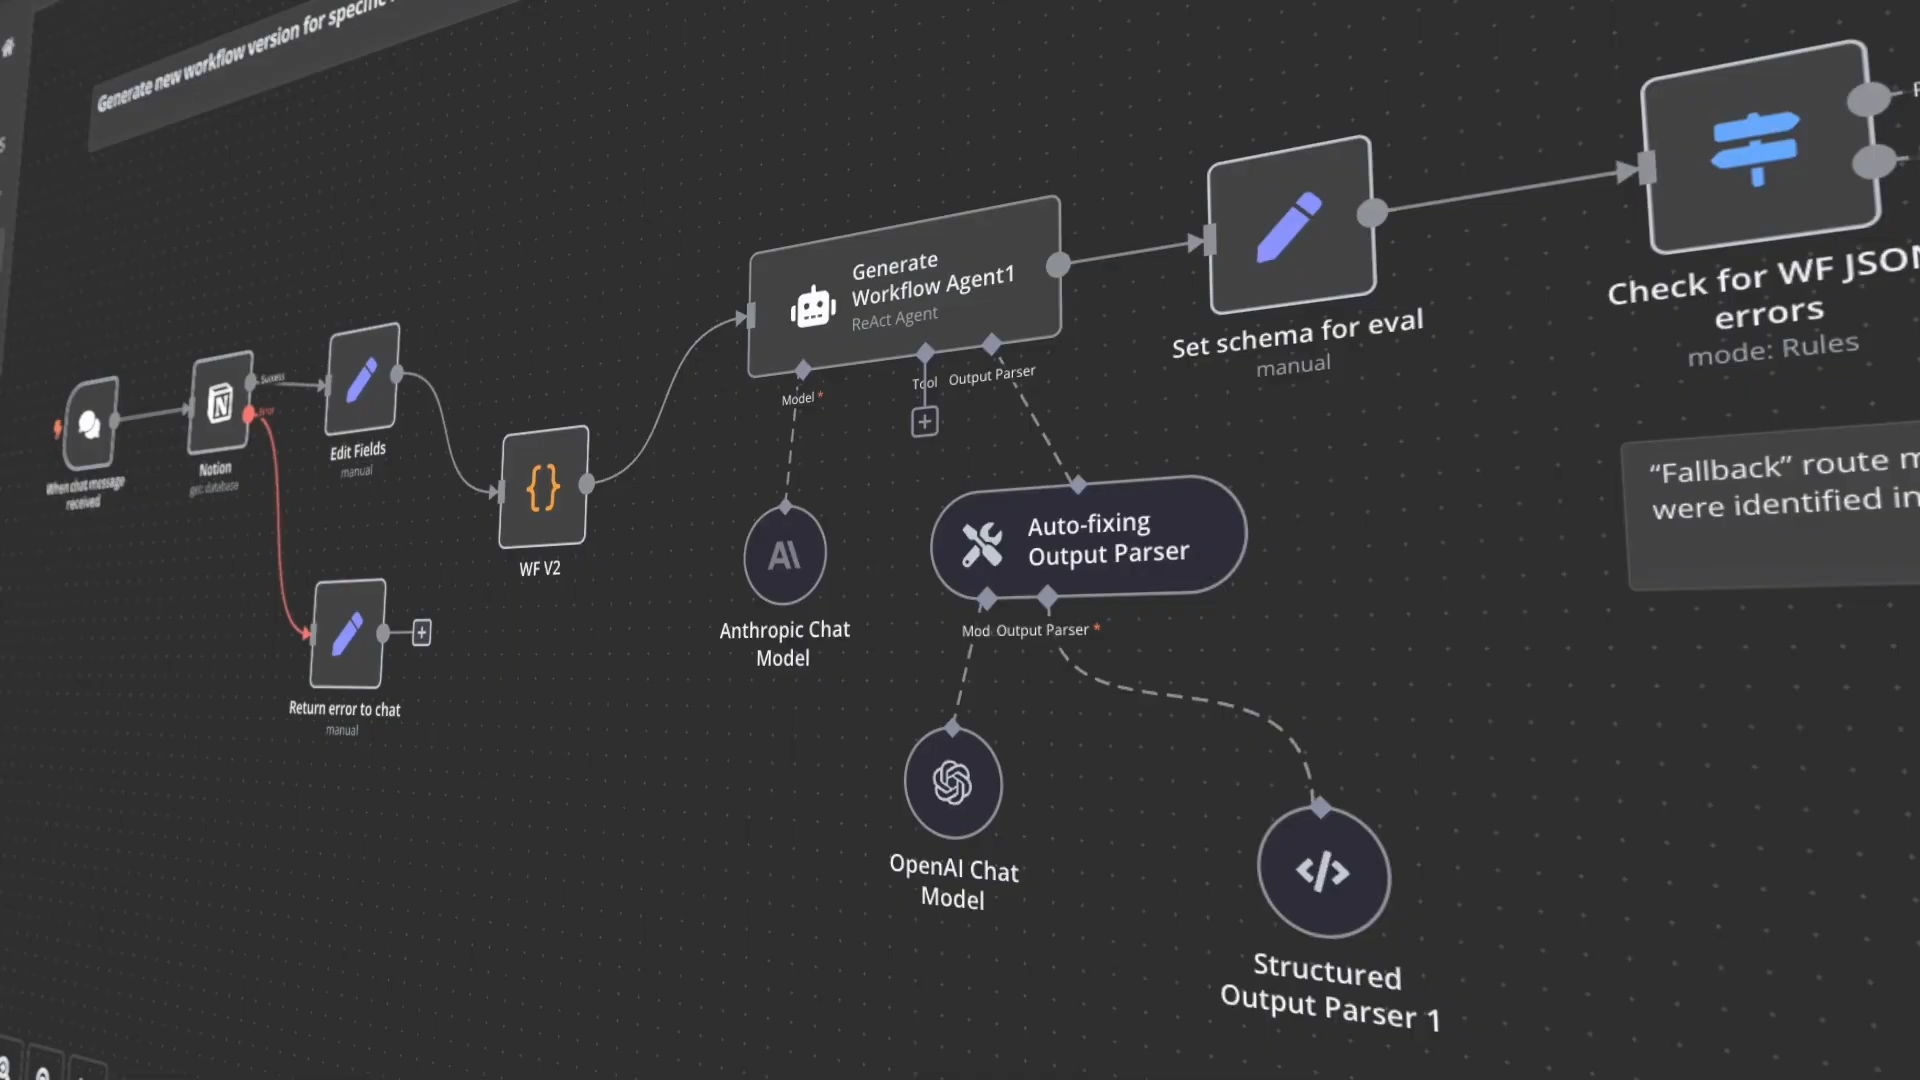 Generate new workflow version for specific
When chat message
received
Notion
get: database
Success
Error
Edit Fields
manual
Return error to chat
manual
WF V2
Generate
Workflow Agent1
ReAct Agent
Model *
Tool
Output Parser
Anthropic Chat
Model
Auto-fixing
Output Parser
Mod
Output Parser *
OpenAI Chat
Model
Structured
Output Parser 1
Set schema for eval
manual
Check for WF JSON
errors
mode: Rules
“Fallback” route m
were identified in